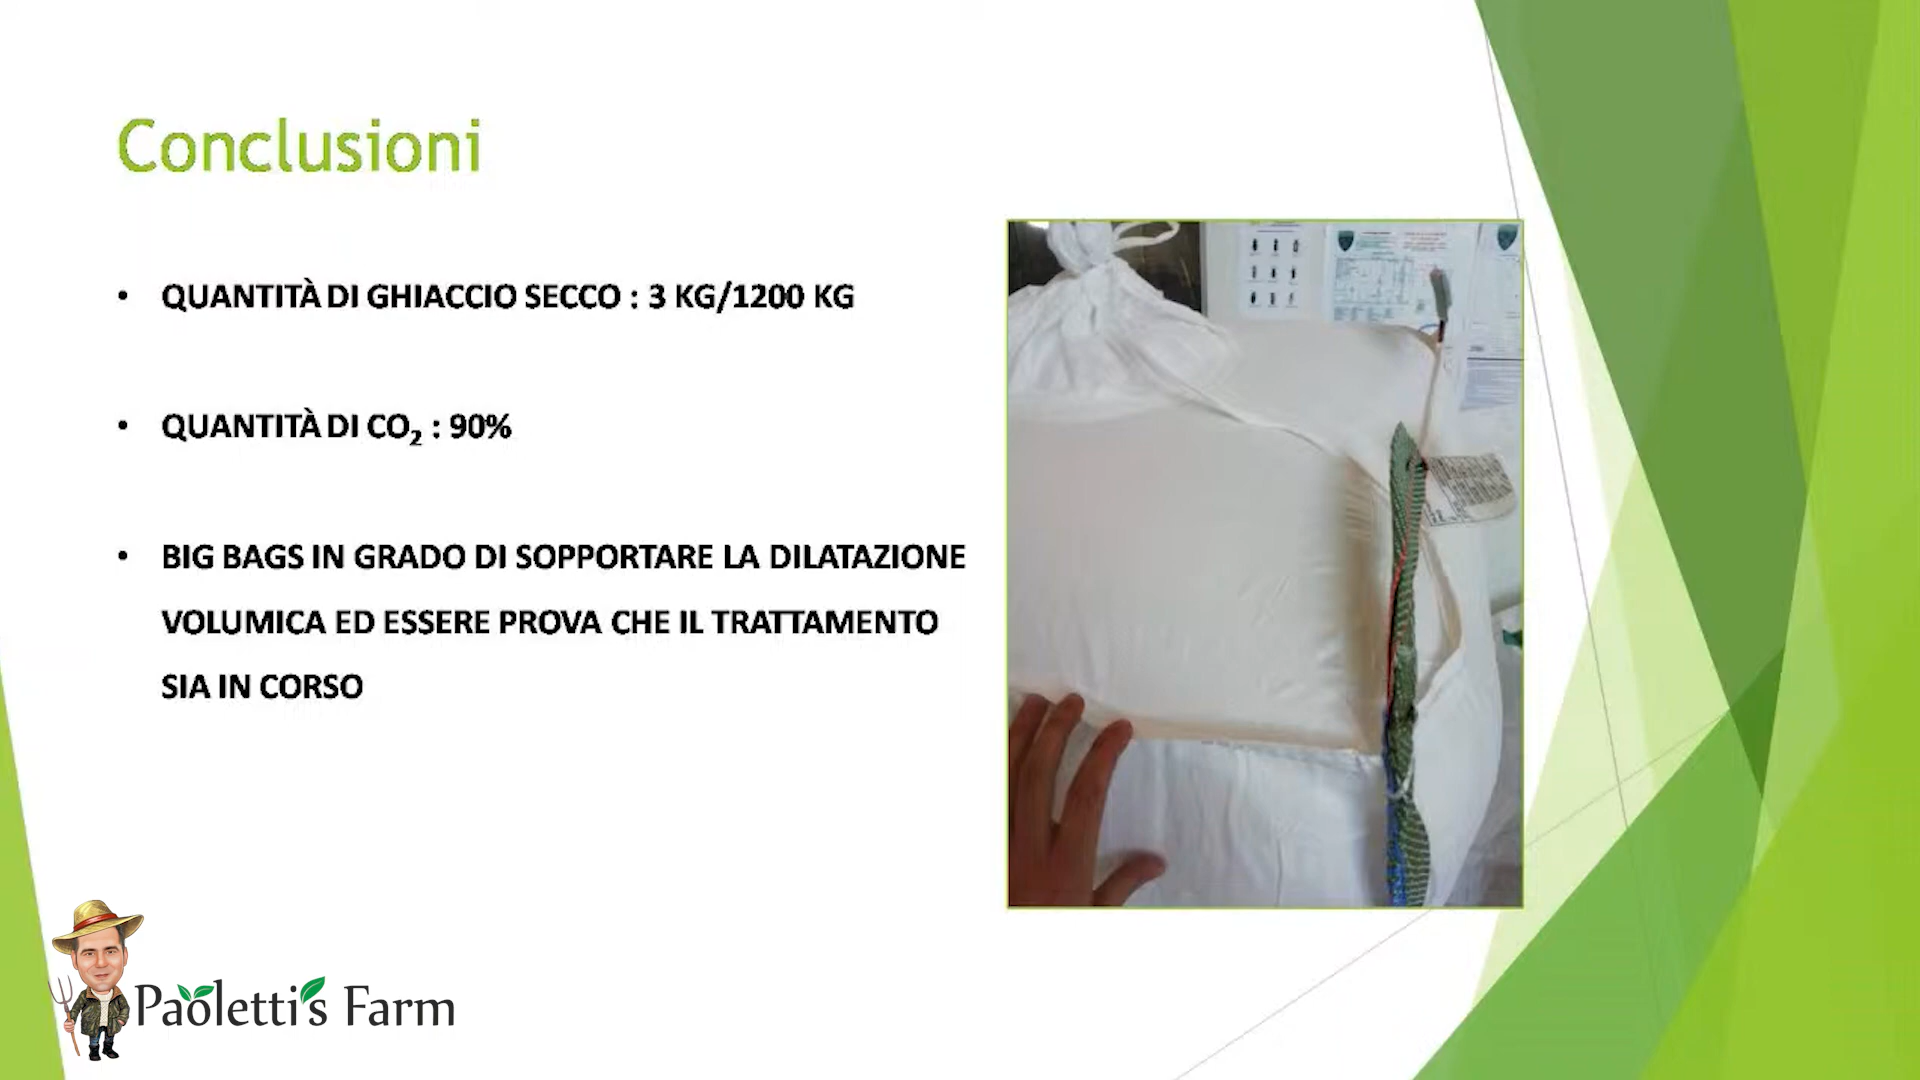 Conclusioni
• QUANTITÀ DI GHIACCIO SECCO : 3 KG/1200 KG
• QUANTITÀ DI CO₂ : 90%
• BIG BAGS IN GRADO DI SOPPORTARE LA DILATAZIONE
VOLUMICA ED ESSERE PROVA CHE IL TRATTAMENTO
SIA IN CORSO
Paoletti's Farm